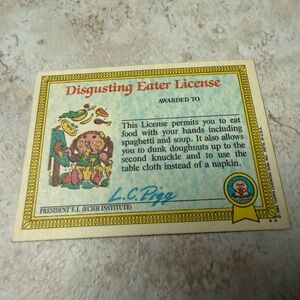 Disgusting Eater License
AWARDED TO
This License permits you to eat
food with your hands including
spaghetti and soup. It also allows
you to dunk doughnuts up to the
second knuckle and to use the
table cloth instead of a napkin.
L.C. Pigg
PRESIDENT E.I. (ECHH INSTITUTE)